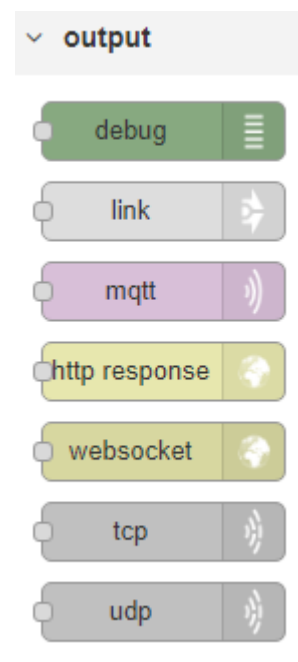 output
debug
link
mqtt
http response
websocket
tcp
udp